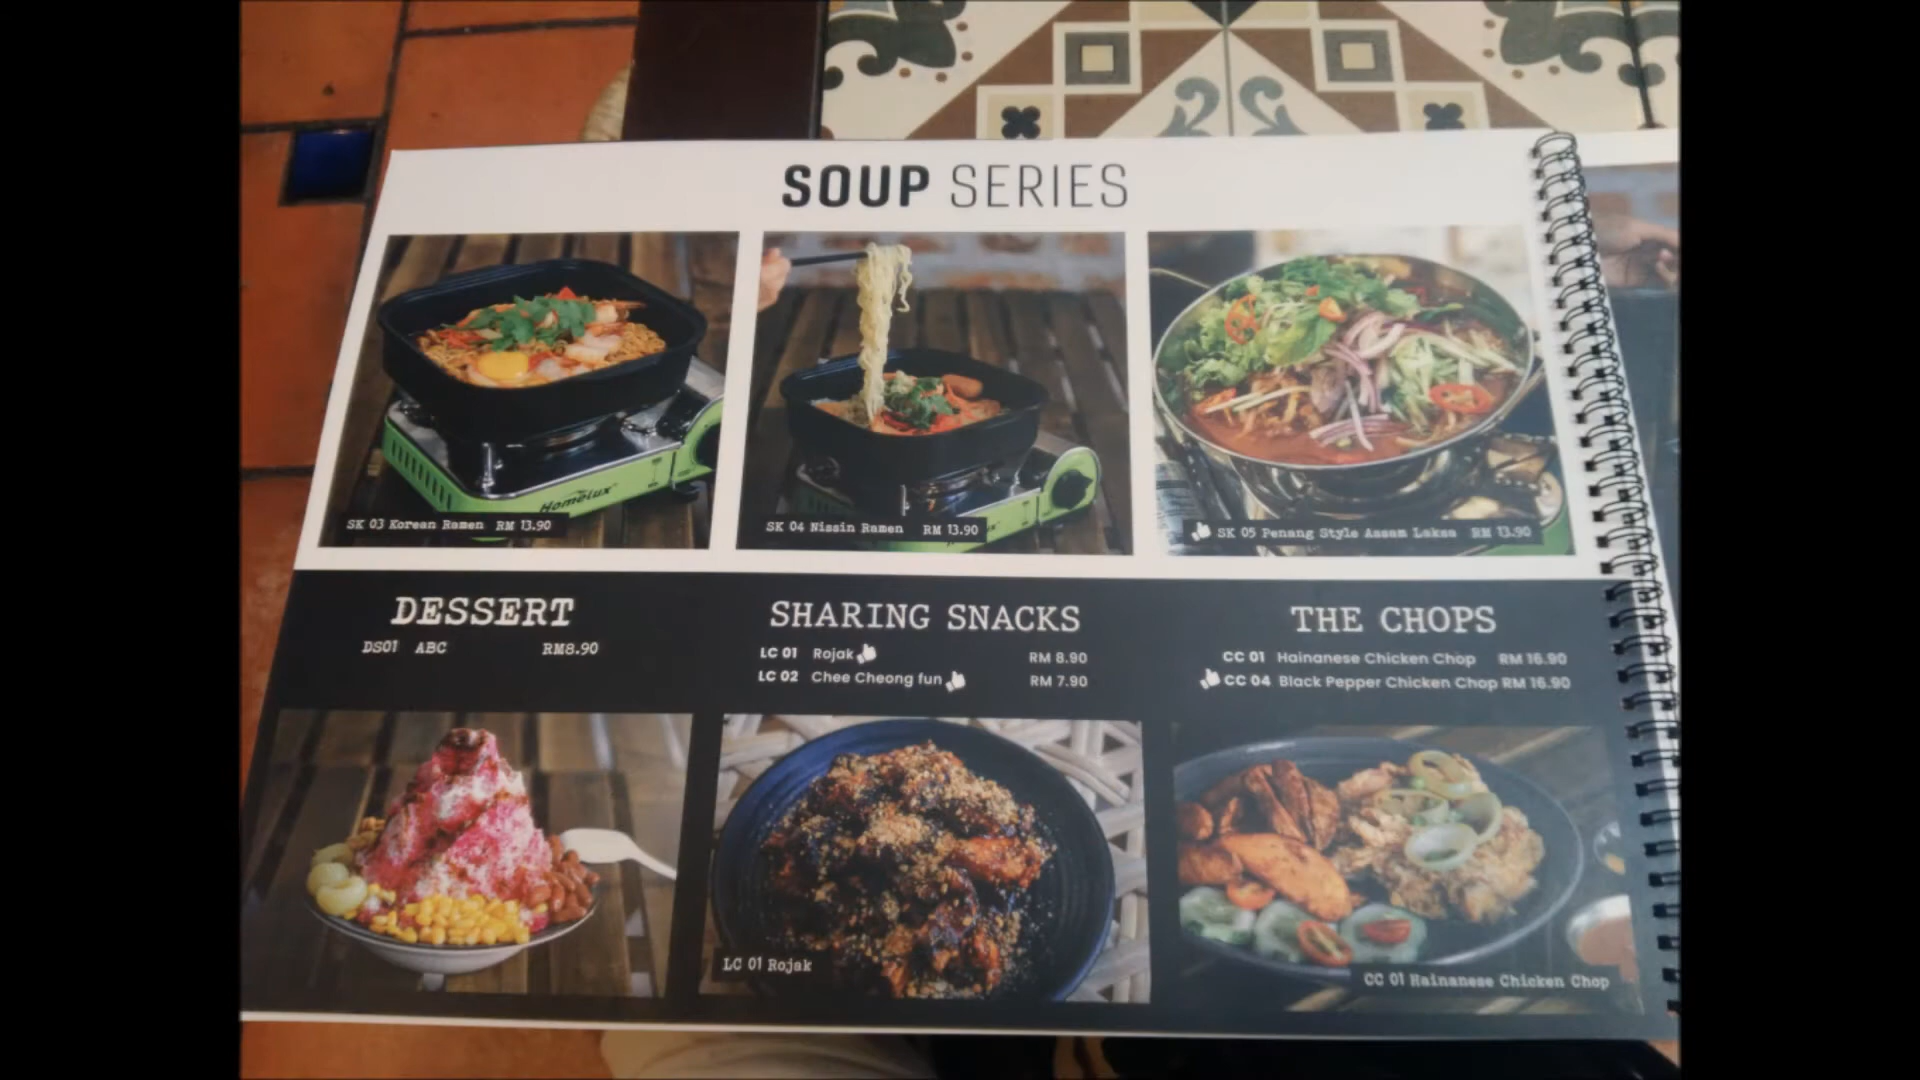 SOUP SERIES
Homelux
SK 03 Korean Ramen RM 13.90
SK 04 Nissin Ramen RM 13.90
SK 05 Penang Style Assam Laksa RM 13.90
DESSERT
DS01 ABC RM8.90
SHARING SNACKS
LC 01 Rojak RM 8.90
LC 02 Chee Cheong fun RM 7.90
THE CHOPS
CC 01 Hainanese Chicken Chop RM 16.90
CC 04 Black Pepper Chicken Chop RM 16.90
LC 01 Rojak
CC 01 Hainanese Chicken Chop